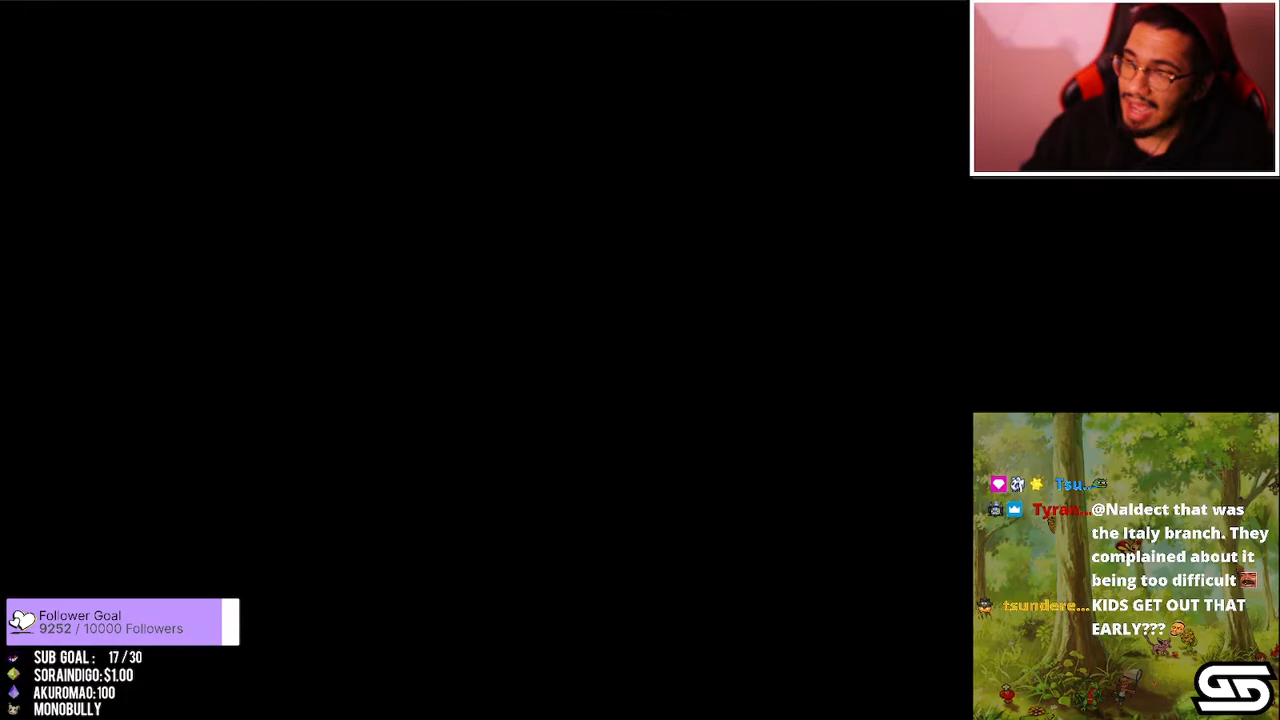 Tsu...
Tyran... @Naldect that was
the Italy branch. They
complained about it
being too difficult
tsundere... KIDS GET OUT THAT
EARLY???
Follower Goal
9252 / 10000 Followers
SUB GOAL : 17 / 30
SORAINDIGO: $1.00
AKUROMAO: 100
MONOBULLY